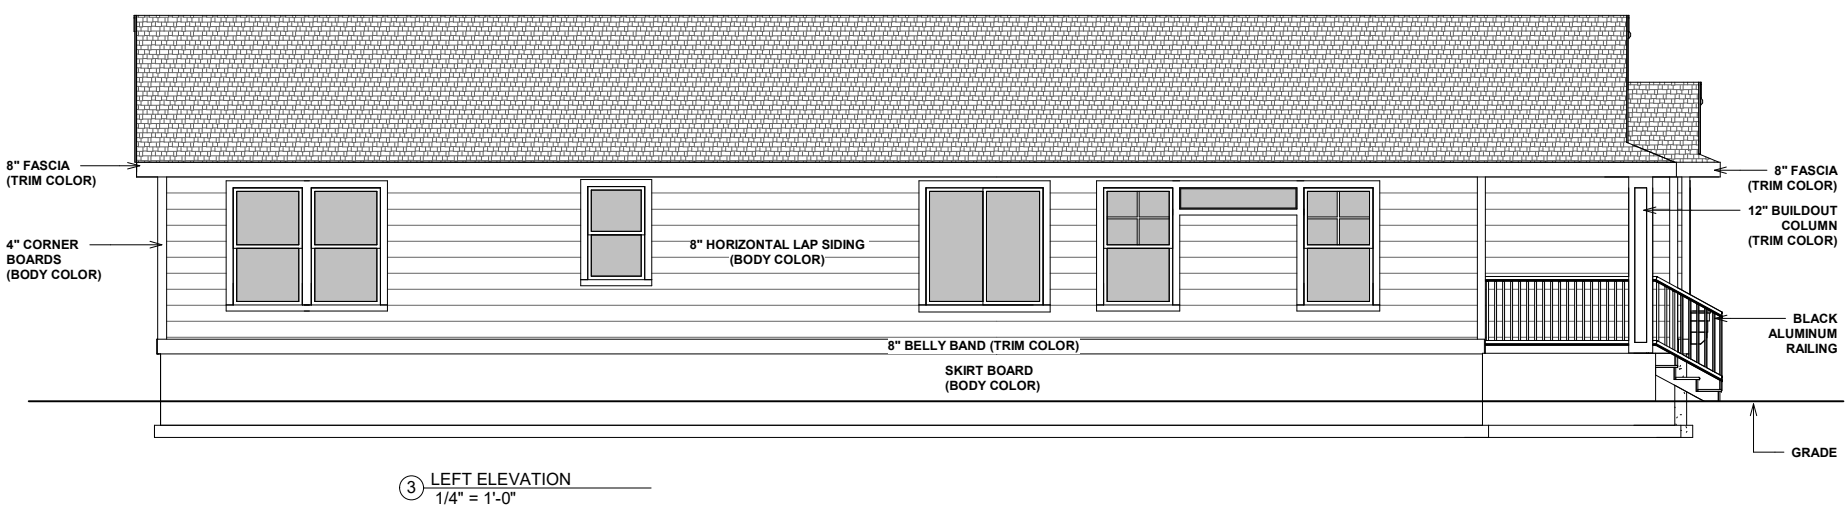 8" FASCIA
(TRIM COLOR)
4" CORNER
BOARDS
(BODY COLOR)
8" HORIZONTAL LAP SIDING
(BODY COLOR)
8" BELLY BAND (TRIM COLOR)
SKIRT BOARD
(BODY COLOR)
8" FASCIA
(TRIM COLOR)
12" BUILDOUT
COLUMN
(TRIM COLOR)
BLACK
ALUMINUM
RAILING
GRADE
3 LEFT ELEVATION
1/4" = 1'-0"